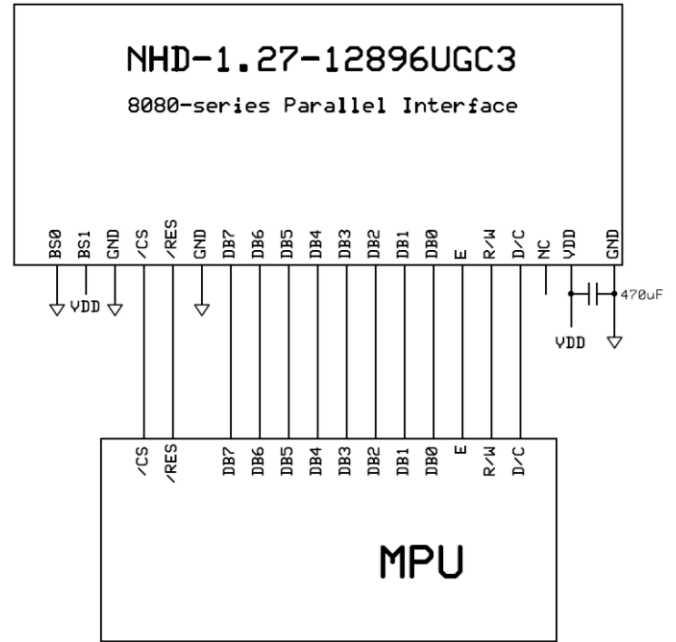 NHD-1.27-12896UGC3
8080-series Parallel Interface
BS0 BS1 GND /CS /RES GND DB7 DB6 DB5 DB4 DB3 DB2 DB1 DB0 E R/W D/C NC VDD GND
VDD
470uF
VDD
/CS /RES DB7 DB6 DB5 DB4 DB3 DB2 DB1 DB0 E R/W D/C
MPU